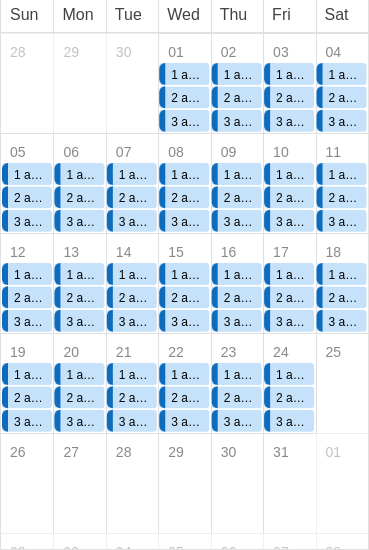 Sun Mon Tue Wed Thu Fri Sat
28 29 30 01 02 03 04
1 a... 1 a... 1 a... 1 a...
2 a... 2 a... 2 a... 2 a...
3 a... 3 a... 3 a... 3 a...
05 06 07 08 09 10 11
1 a... 1 a... 1 a... 1 a... 1 a... 1 a... 1 a...
2 a... 2 a... 2 a... 2 a... 2 a... 2 a... 2 a...
3 a... 3 a... 3 a... 3 a... 3 a... 3 a... 3 a...
12 13 14 15 16 17 18
1 a... 1 a... 1 a... 1 a... 1 a... 1 a... 1 a...
2 a... 2 a... 2 a... 2 a... 2 a... 2 a... 2 a...
3 a... 3 a... 3 a... 3 a... 3 a... 3 a... 3 a...
19 20 21 22 23 24 25
1 a... 1 a... 1 a... 1 a... 1 a... 1 a...
2 a... 2 a... 2 a... 2 a... 2 a... 2 a...
3 a... 3 a... 3 a... 3 a... 3 a... 3 a...
26 27 28 29 30 31 01